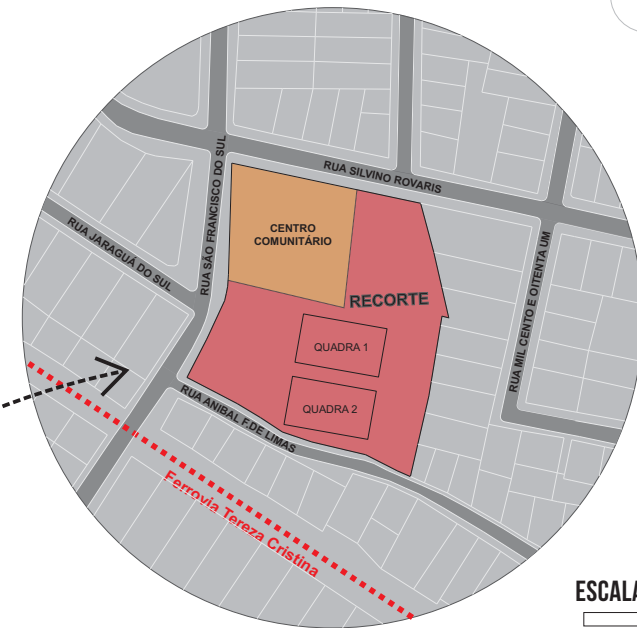 RUA SILVINO ROVARIS
RUA SÃO FRANCISCO DO SUL
CENTRO
COMUNITÁRIO
RUA JARAGUÁ DO SUL
RUA MIL CENTO E OITENTA UM
RECORTE
QUADRA 1
QUADRA 2
RUA ANIBAL F.DE LIMAS
Ferrovia Tereza Cristina
ESCALA